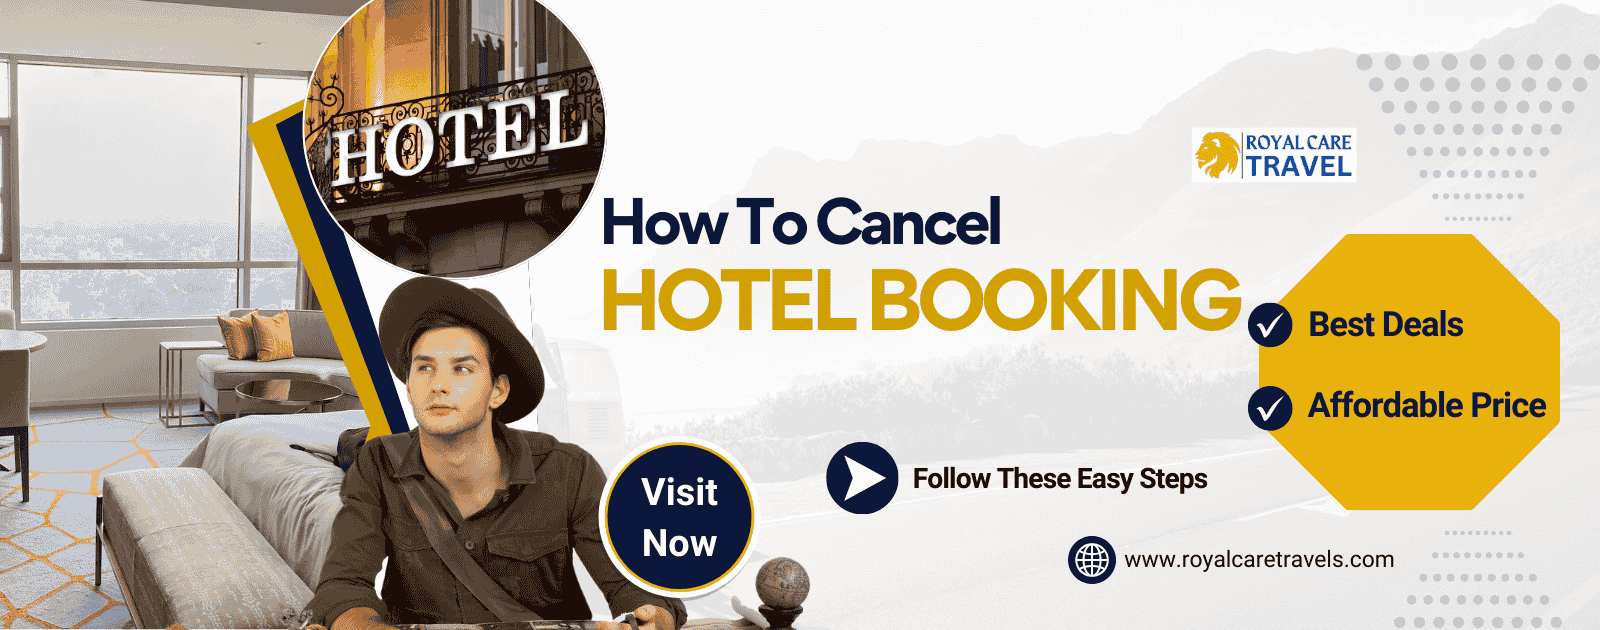 HOTEL
ROYAL CARE
TRAVEL
How To Cancel
HOTEL BOOKING
Best Deals
Affordable Price
Visit
Now
Follow These Easy Steps
www.royalcaretravels.com